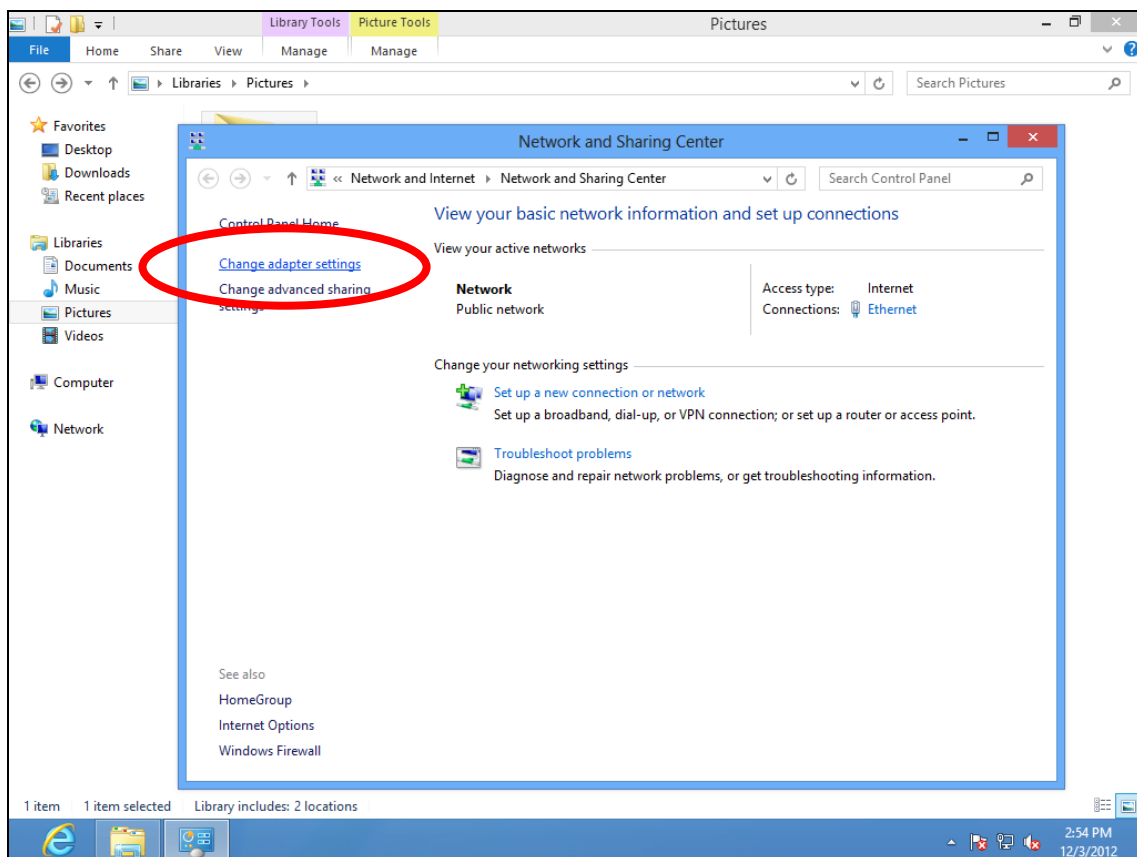 Library Tools Picture Tools Pictures
File Home Share View Manage Manage
Libraries Pictures Search Pictures
Favorites
Desktop
Downloads
Recent places
Libraries
Documents
Music
Pictures
Videos
Computer
Network
Network and Sharing Center
« Network and Internet Network and Sharing Center Search Control Panel
Control Panel Home
Change adapter settings
Change advanced sharing
settings
View your basic network information and set up connections
View your active networks
Network
Public network
Access type: Internet
Connections: Ethernet
Change your networking settings
Set up a new connection or network
Set up a broadband, dial-up, or VPN connection; or set up a router or access point.
Troubleshoot problems
Diagnose and repair network problems, or get troubleshooting information.
See also
HomeGroup
Internet Options
Windows Firewall
1 item 1 item selected Library includes: 2 locations
2:54 PM
12/3/2012